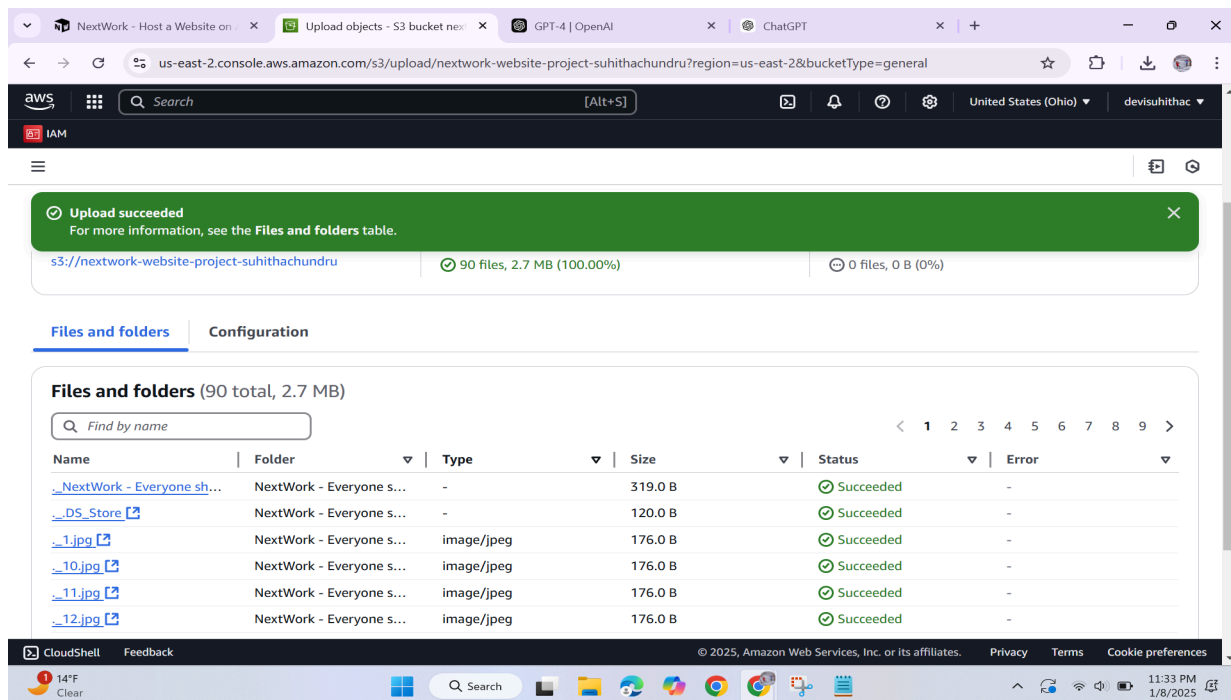 NextWork - Host a Website on
Upload objects - S3 bucket nex
GPT-4 | OpenAI
ChatGPT
us-east-2.console.aws.amazon.com/s3/upload/nextwork-website-project-suhithachundru?region=us-east-2&bucketType=general
aws
Search
[Alt+S]
United States (Ohio)
devisuhithac
IAM
Upload succeeded
For more information, see the Files and folders table.
s3://nextwork-website-project-suhithachundru
90 files, 2.7 MB (100.00%)
0 files, 0 B (0%)
Files and folders
Configuration
Files and folders (90 total, 2.7 MB)
Find by name
1 2 3 4 5 6 7 8 9
Name Folder Type Size Status Error
._NextWork - Everyone sh... NextWork - Everyone s... - 319.0 B Succeeded -
._.DS_Store NextWork - Everyone s... - 120.0 B Succeeded -
._1.jpg NextWork - Everyone s... image/jpeg 176.0 B Succeeded -
._10.jpg NextWork - Everyone s... image/jpeg 176.0 B Succeeded -
._11.jpg NextWork - Everyone s... image/jpeg 176.0 B Succeeded -
._12.jpg NextWork - Everyone s... image/jpeg 176.0 B Succeeded -
CloudShell Feedback © 2025, Amazon Web Services, Inc. or its affiliates. Privacy Terms Cookie preferences
1
14°F
Clear
Search
11:33 PM
1/8/2025